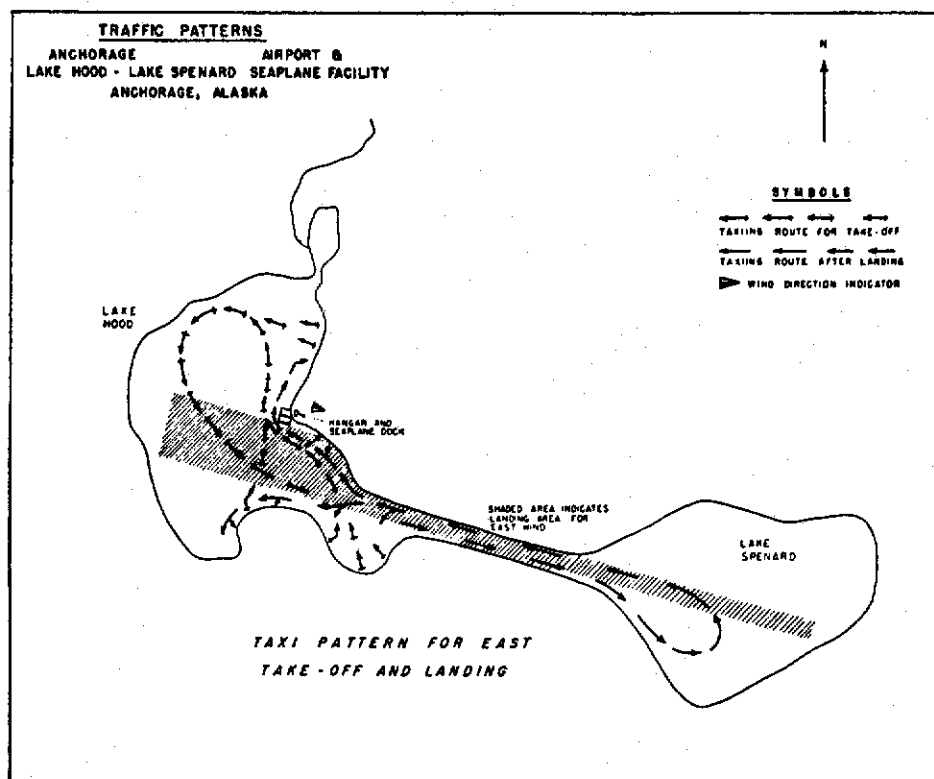 TRAFFIC PATTERNS
ANCHORAGE AIRPORT &
LAKE HOOD - LAKE SPENARD SEAPLANE FACILITY
ANCHORAGE, ALASKA
N
SYMBOLS
TAXIING ROUTE FOR TAKE-OFF
TAXIING ROUTE AFTER LANDING
WIND DIRECTION INDICATOR
LAKE
HOOD
HANGAR AND
SEAPLANE DOCK
SHADED AREA INDICATES
LANDING AREA FOR
EAST WIND
LAKE
SPENARD
TAXI PATTERN FOR EAST
TAKE-OFF AND LANDING